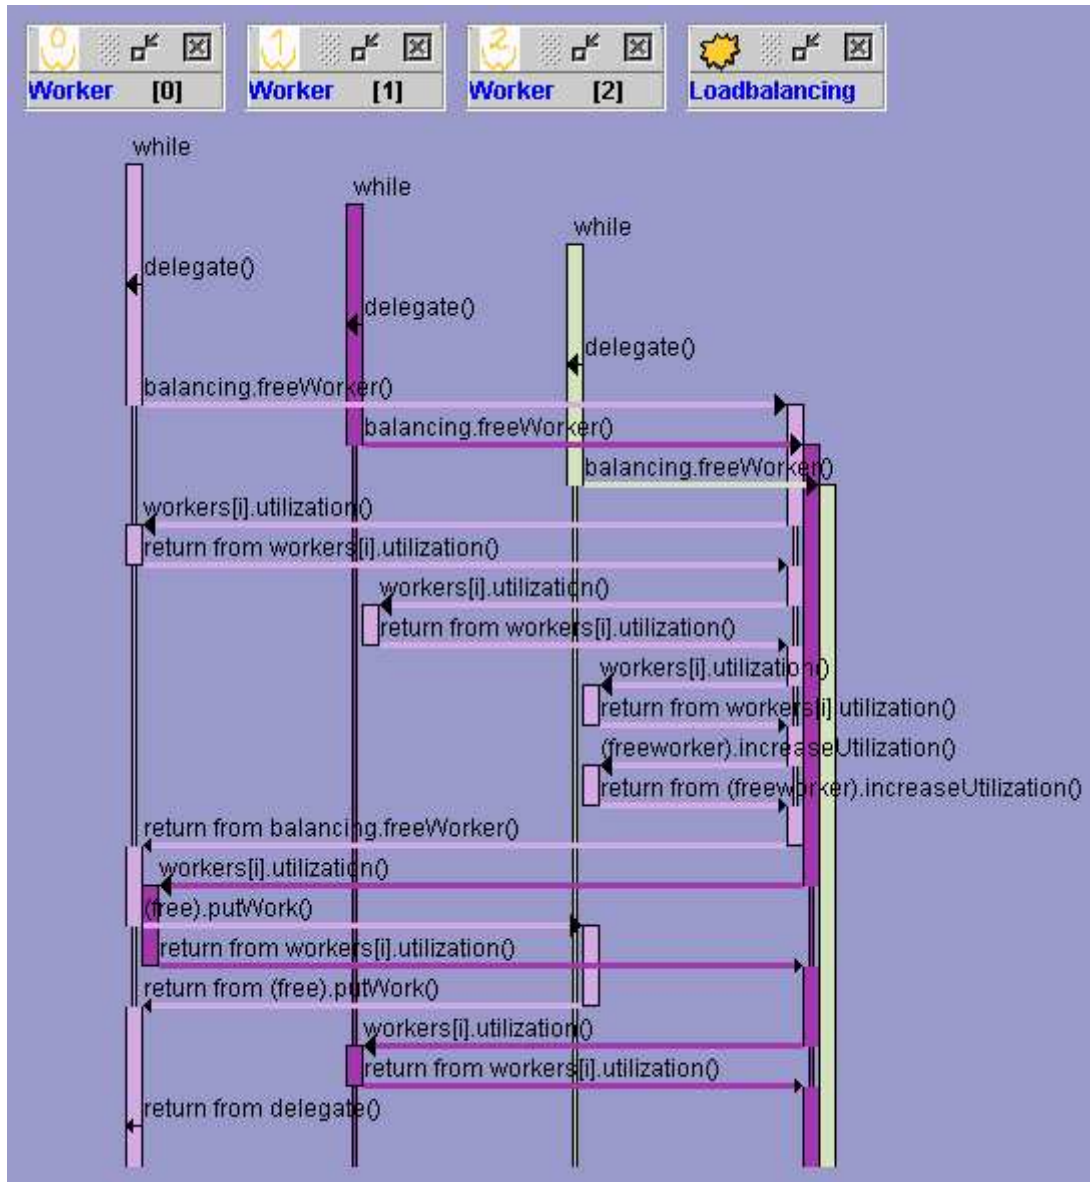 0
1
2
Worker [0]
Worker [1]
Worker [2]
Loadbalancing
while
while
while
delegate()
delegate()
delegate()
balancing.freeWorker()
balancing.freeWorker()
balancing.freeWorker()
workers[i].utilization()
return from workers[i].utilization()
workers[i].utilization()
return from workers[i].utilization()
workers[i].utilization()
return from workers[i].utilization()
(freeworker).increaseUtilization()
return from (freeworker).increaseUtilization()
return from balancing.freeWorker()
workers[i].utilization()
(free).putWork()
return from workers[i].utilization()
return from (free).putWork()
workers[i].utilization()
return from workers[i].utilization()
return from delegate()